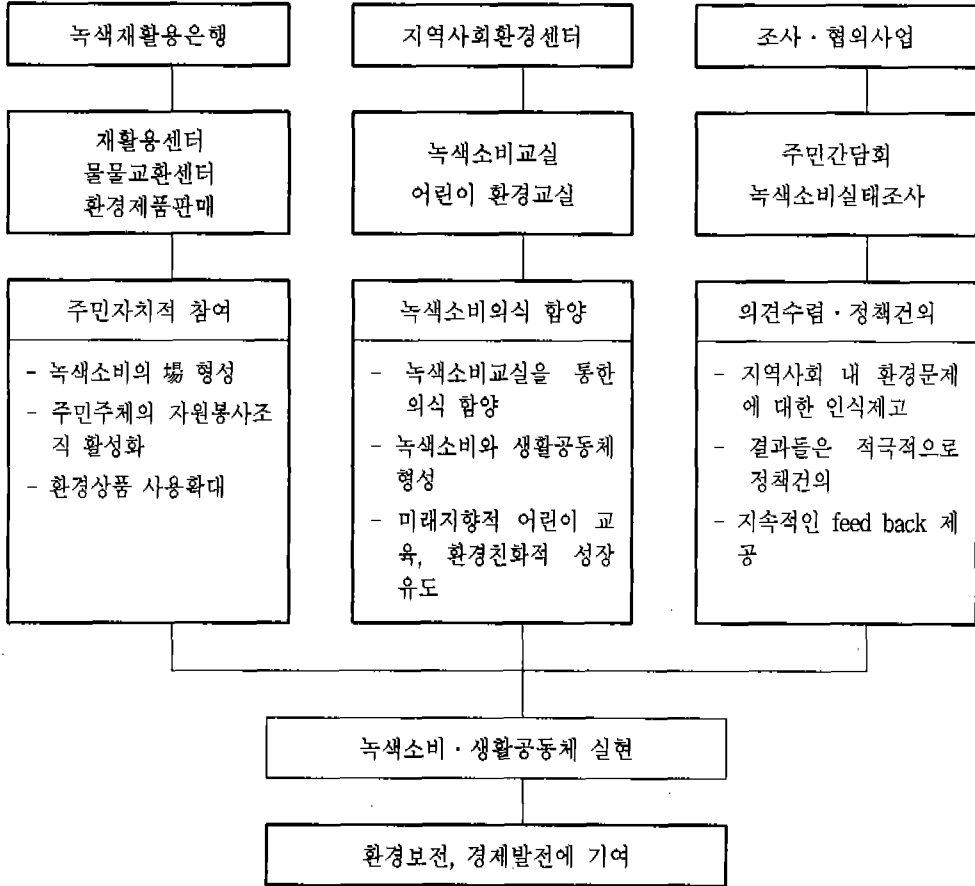 녹색재활용은행
지역사회환경센터
조사 · 협의사업
재활용센터
물물교환센터
환경제품판매
녹색소비교실
어린이 환경교실
주민간담회
녹색소비실태조사
주민자치적 참여
- 녹색소비의 場 형성
- 주민주체의 자원봉사조
직 활성화
- 환경상품 사용확대
녹색소비의식 함양
- 녹색소비교실을 통한
의식 함양
- 녹색소비와 생활공동체
형성
- 미래지향적 어린이 교
육, 환경친화적 성장
유도
의견수렴 · 정책건의
- 지역사회 내 환경문제
에 대한 인식제고
- 결과들은 적극적으로
정책건의
- 지속적인 feed back 제
공
녹색소비 · 생활공동체 실현
환경보전, 경제발전에 기여